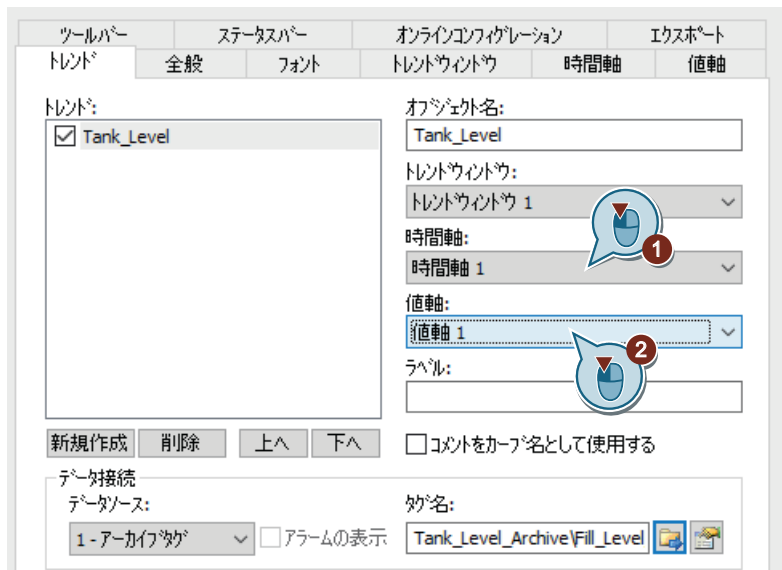 ツールバー ステータスバー オンラインコンフィグレーション エクスポート
トレンド 全般 フォント トレンドウィンドウ 時間軸 値軸
トレンド: オブジェクト名:
Tank_Level Tank_Level
トレンドウィンドウ:
トレンドウィンドウ 1
時間軸: 1
時間軸 1
値軸:
値軸 1 2
ラベル:
新規作成 削除 上へ 下へ コメントをカーブ名として使用する
データ接続
データソース: タグ名:
1 - アーカイブタグ アラームの表示 Tank_Level_Archive\Fill_Level